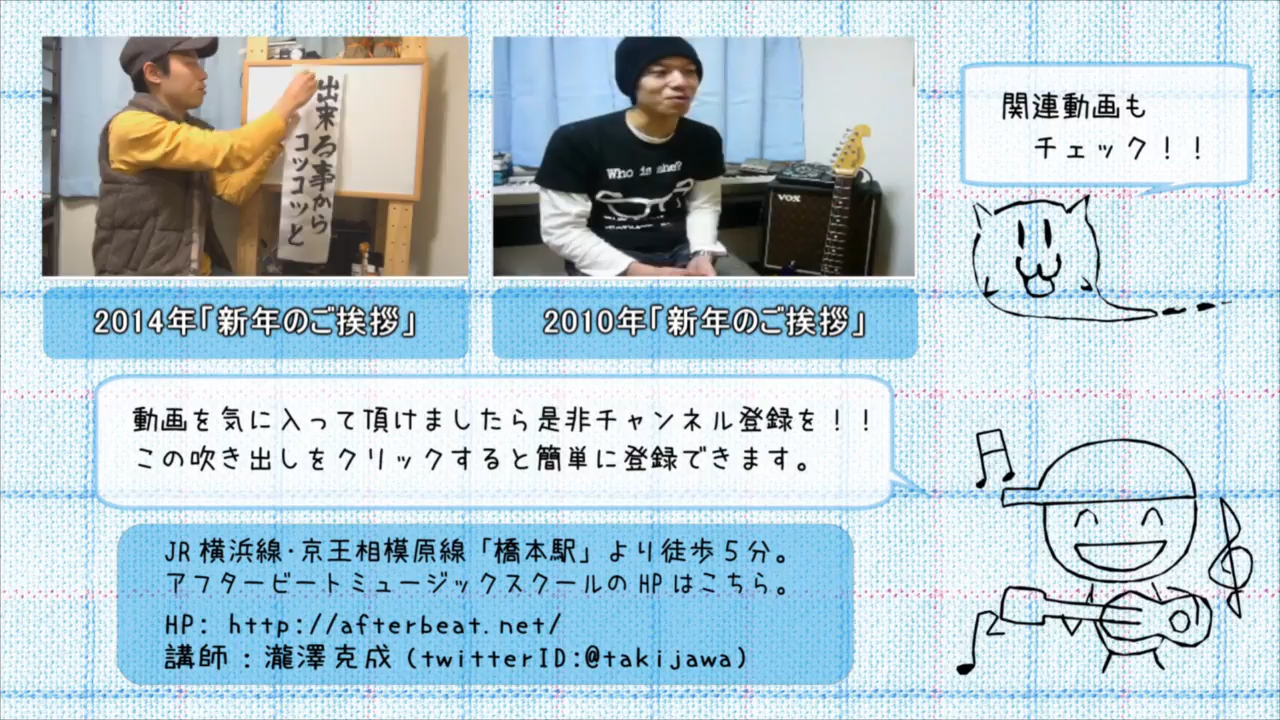 出来る事から
コツコツと
Who is she?
VOX
関連動画も
チェック！！
2014年「新年のご挨拶」
2010年「新年のご挨拶」
動画を気に入って頂けましたら是非チャンネル登録を！！
この吹き出しをクリックすると簡単に登録できます。
JR横浜線・京王相模原線「橋本駅」より徒歩5分。
アフタービートミュージックスクールのHPはこちら。
HP: http://afterbeat.net/
講師：瀧澤克成（twitterID:@takijawa）